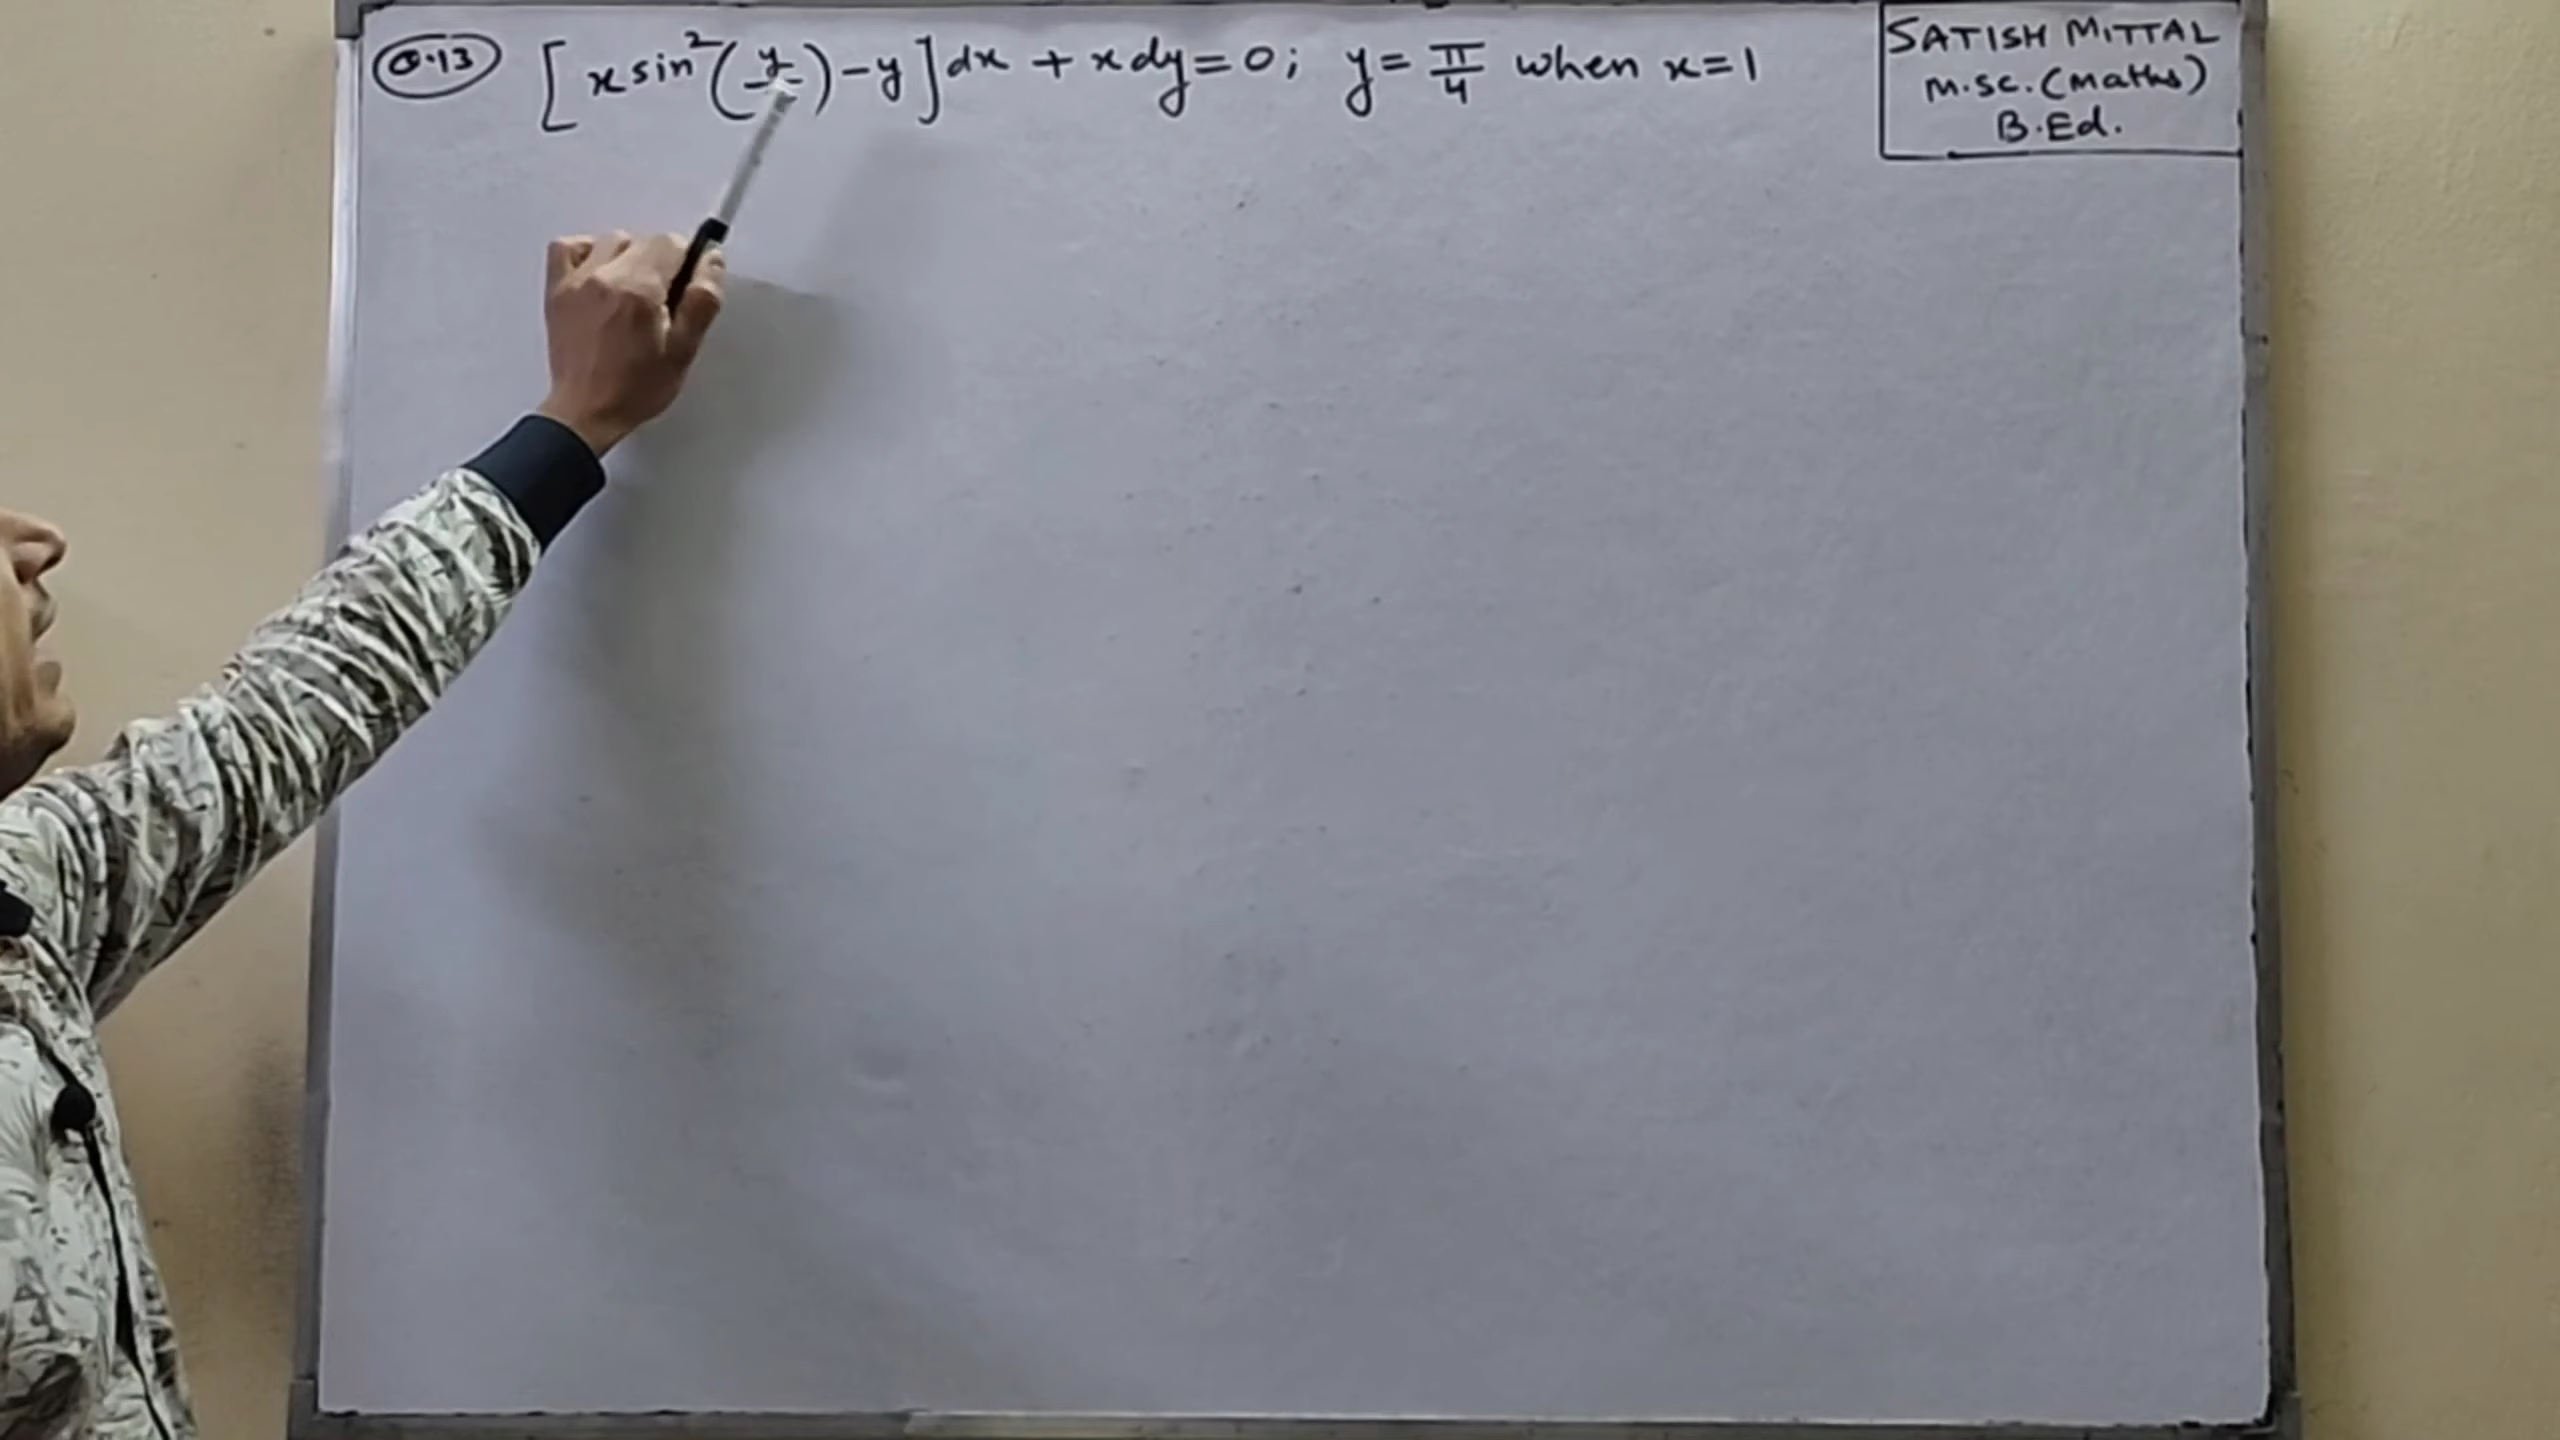 Q.13 [x sin²(y/) - y] dx + x dy = 0 ; y = π/4 when x = 1
SATISH MITTAL
M.SC. (Maths)
B.Ed.